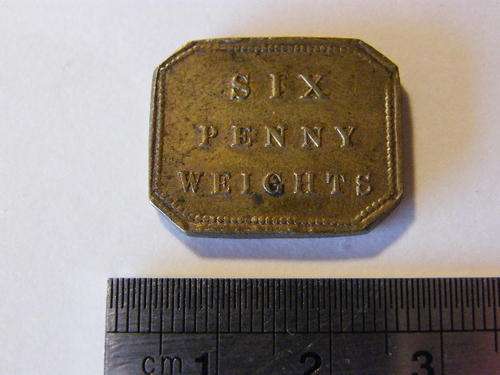 SIX
PENNY
WEIGHTS
cm 1 2 3